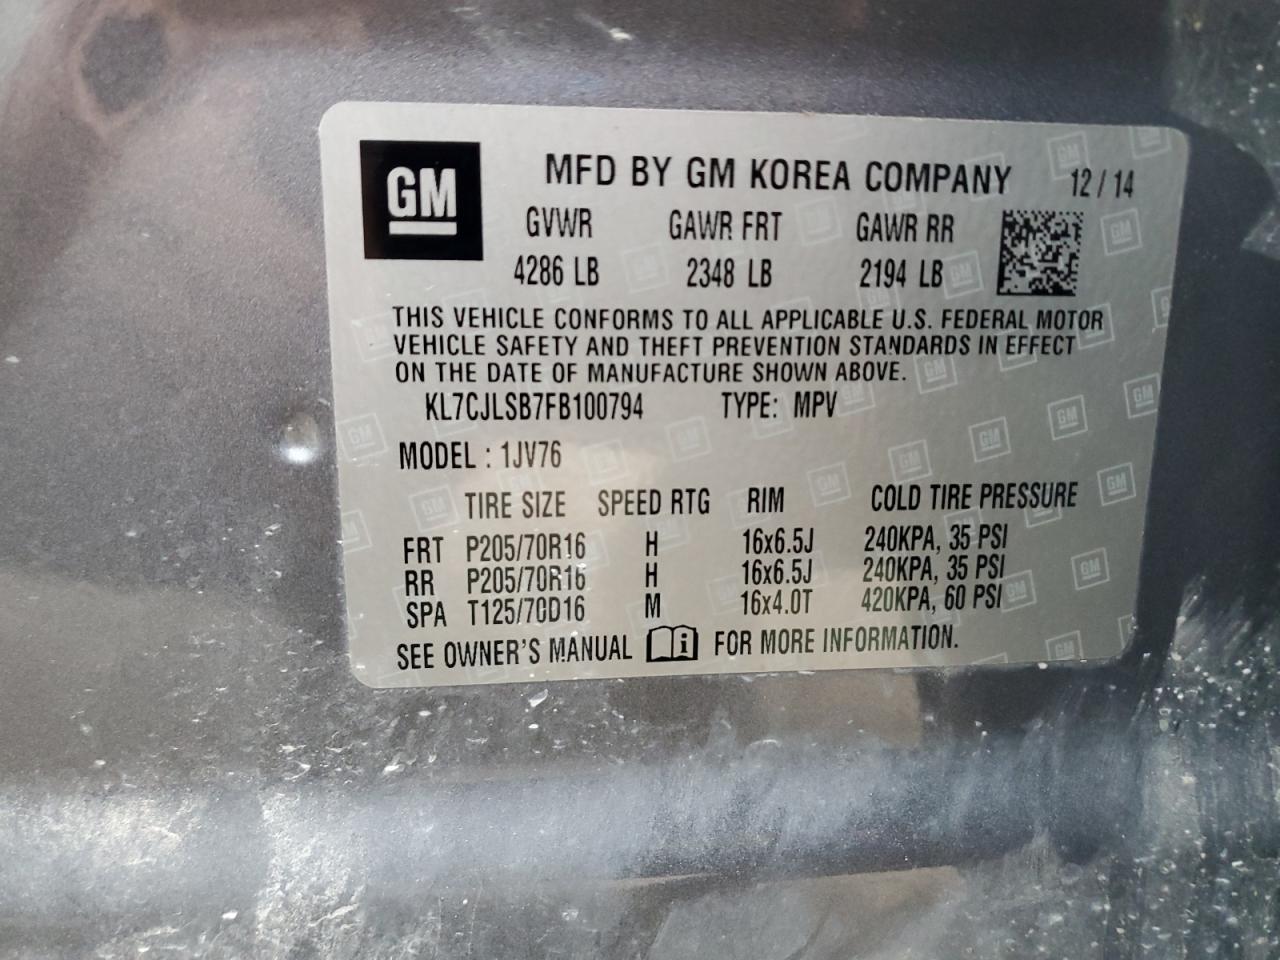 GM MFD BY GM KOREA COMPANY 12 / 14
GVWR GAWR FRT GAWR RR
4286 LB 2348 LB 2194 LB
THIS VEHICLE CONFORMS TO ALL APPLICABLE U.S. FEDERAL MOTOR
VEHICLE SAFETY AND THEFT PREVENTION STANDARDS IN EFFECT
ON THE DATE OF MANUFACTURE SHOWN ABOVE.
KL7CJLSB7FB100794 TYPE: MPV
MODEL : 1JV76
TIRE SIZE SPEED RTG RIM COLD TIRE PRESSURE
FRT P205/70R16 H 16x6.5J 240KPA, 35 PSI
RR P205/70R16 H 16x6.5J 240KPA, 35 PSI
SPA T125/70D16 M 16x4.0T 420KPA, 60 PSI
SEE OWNER'S MANUAL FOR MORE INFORMATION.